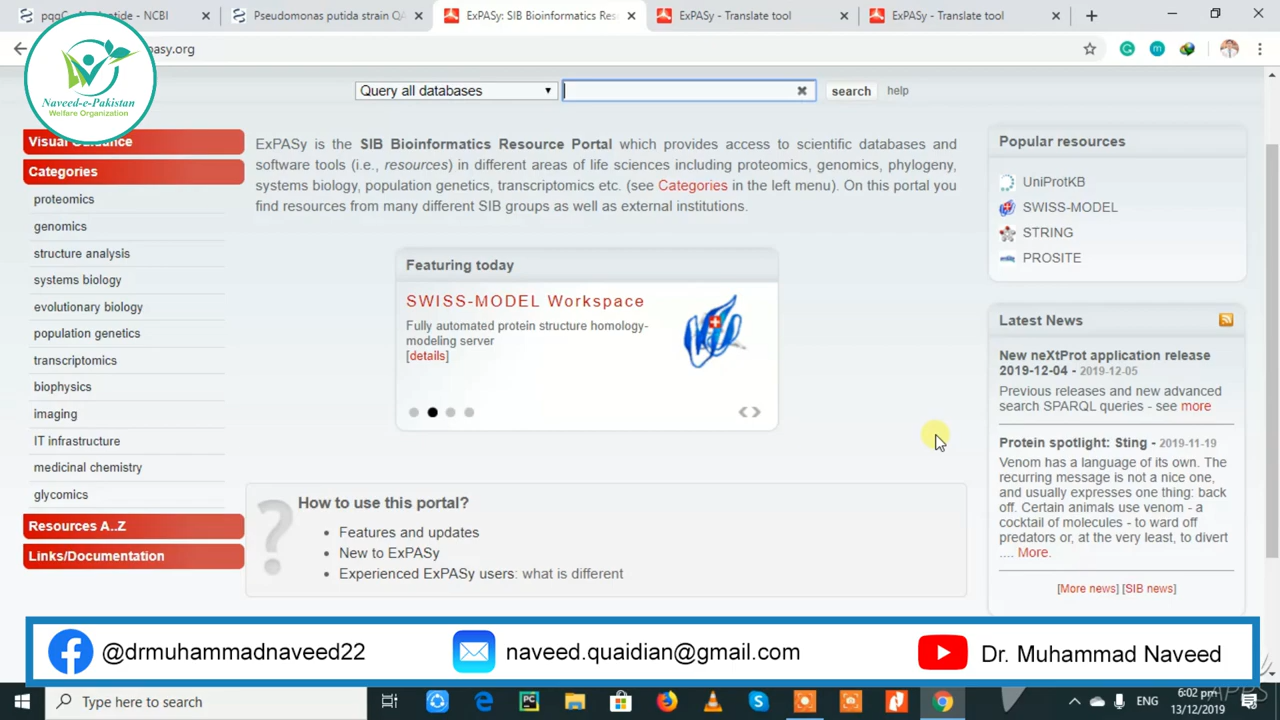 Nucleotide - NCBI
Pseudomonas putida strain QA
ExPASy: SIB Bioinformatics Res
ExPASy - Translate tool
ExPASy - Translate tool
pasy.org
Naveed-e-Pakistan
Welfare Organization
Query all databases
search
help
Visual Guidance
Categories
proteomics
genomics
structure analysis
systems biology
evolutionary biology
population genetics
transcriptomics
biophysics
imaging
IT infrastructure
medicinal chemistry
glycomics
Resources A..Z
Links/Documentation
ExPASy is the SIB Bioinformatics Resource Portal which provides access to scientific databases and
software tools (i.e., resources) in different areas of life sciences including proteomics, genomics, phylogeny,
systems biology, population genetics, transcriptomics etc. (see Categories in the left menu). On this portal you
find resources from many different SIB groups as well as external institutions.
Featuring today
SWISS-MODEL Workspace
Fully automated protein structure homology-
modeling server
[details]
How to use this portal?
• Features and updates
• New to ExPASy
• Experienced ExPASy users: what is different
Popular resources
UniProtKB
SWISS-MODEL
STRING
PROSITE
Latest News
New neXtProt application release
2019-12-04 - 2019-12-05
Previous releases and new advanced
search SPARQL queries - see more
Protein spotlight: Sting - 2019-11-19
Venom has a language of its own. The
recurring message is not a nice one,
and usually expresses one thing: back
off. Certain animals use venom - a
cocktail of molecules - to ward off
predators or, at the very least, to divert
.... More.
[More news] [SIB news]
@drmuhammadnaveed22
naveed.quaidian@gmail.com
Dr. Muhammad Naveed
Type here to search
ENG
6:02 pm
13/12/2019